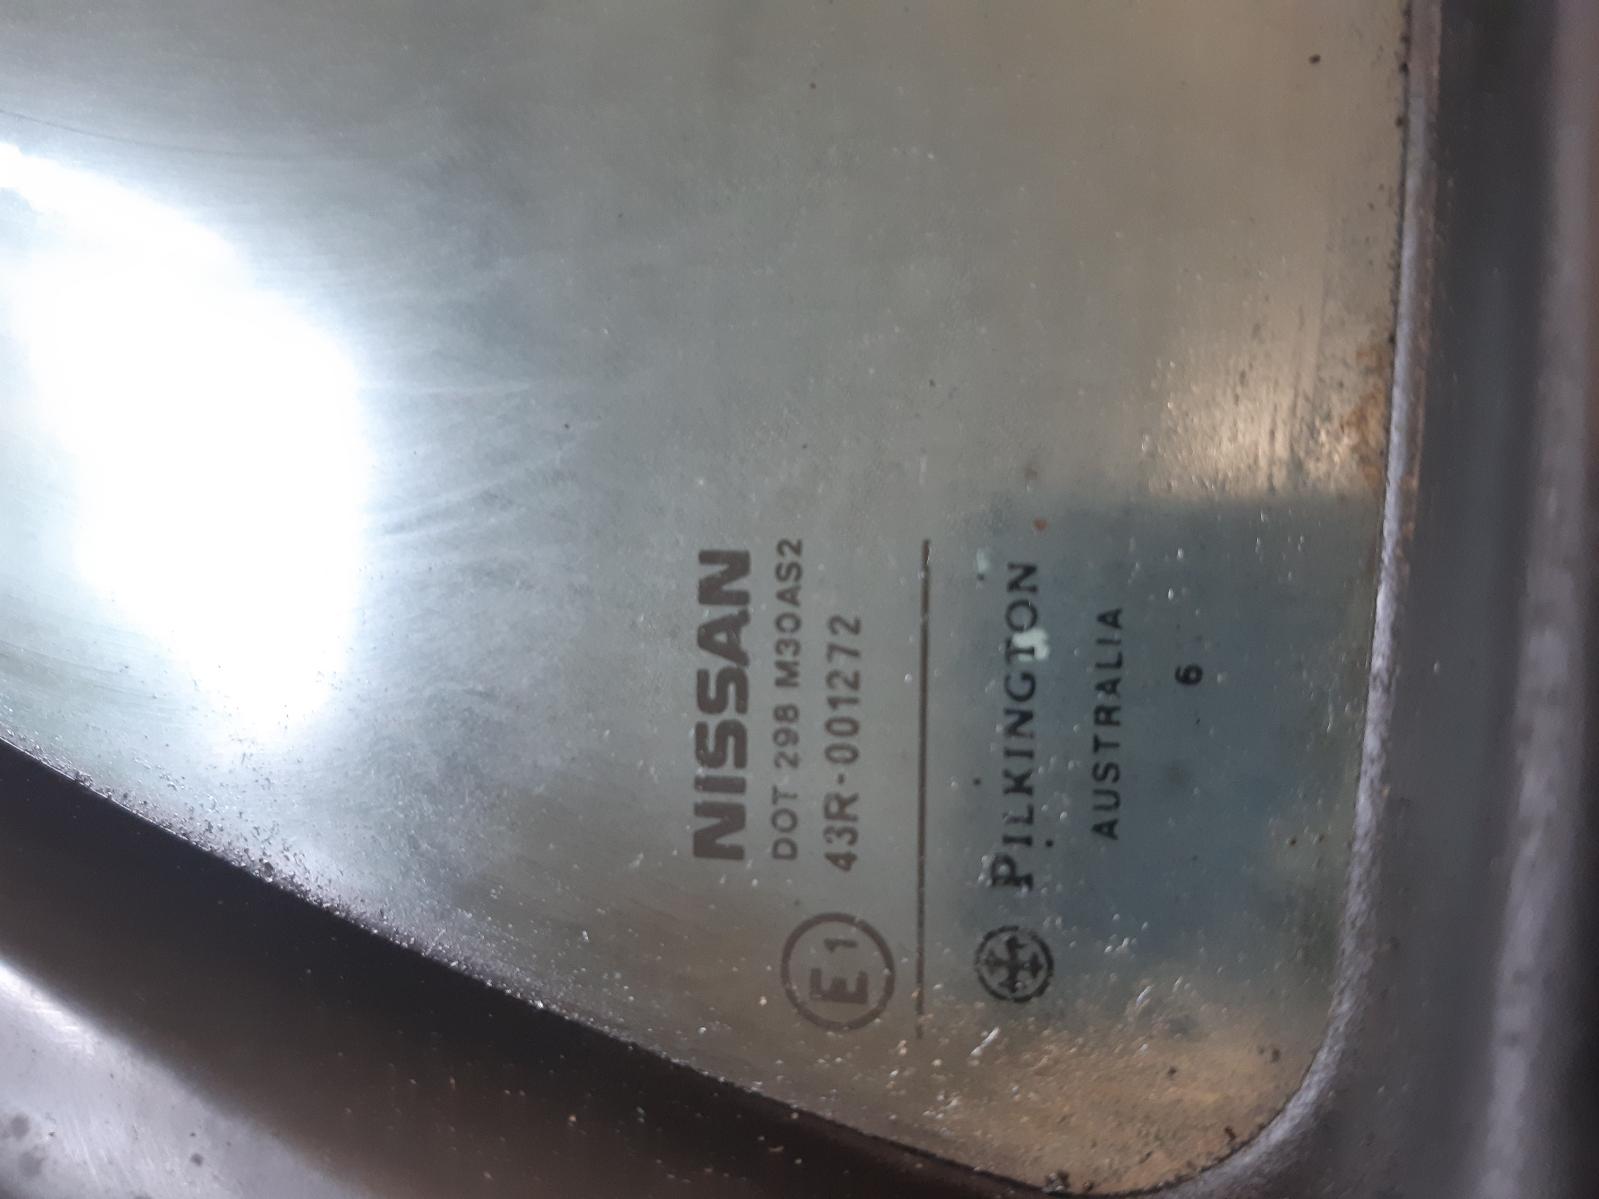 NISSAN
DOT 298 M30AS2
43R-001272
E1
PILKINGTON
AUSTRALIA
6